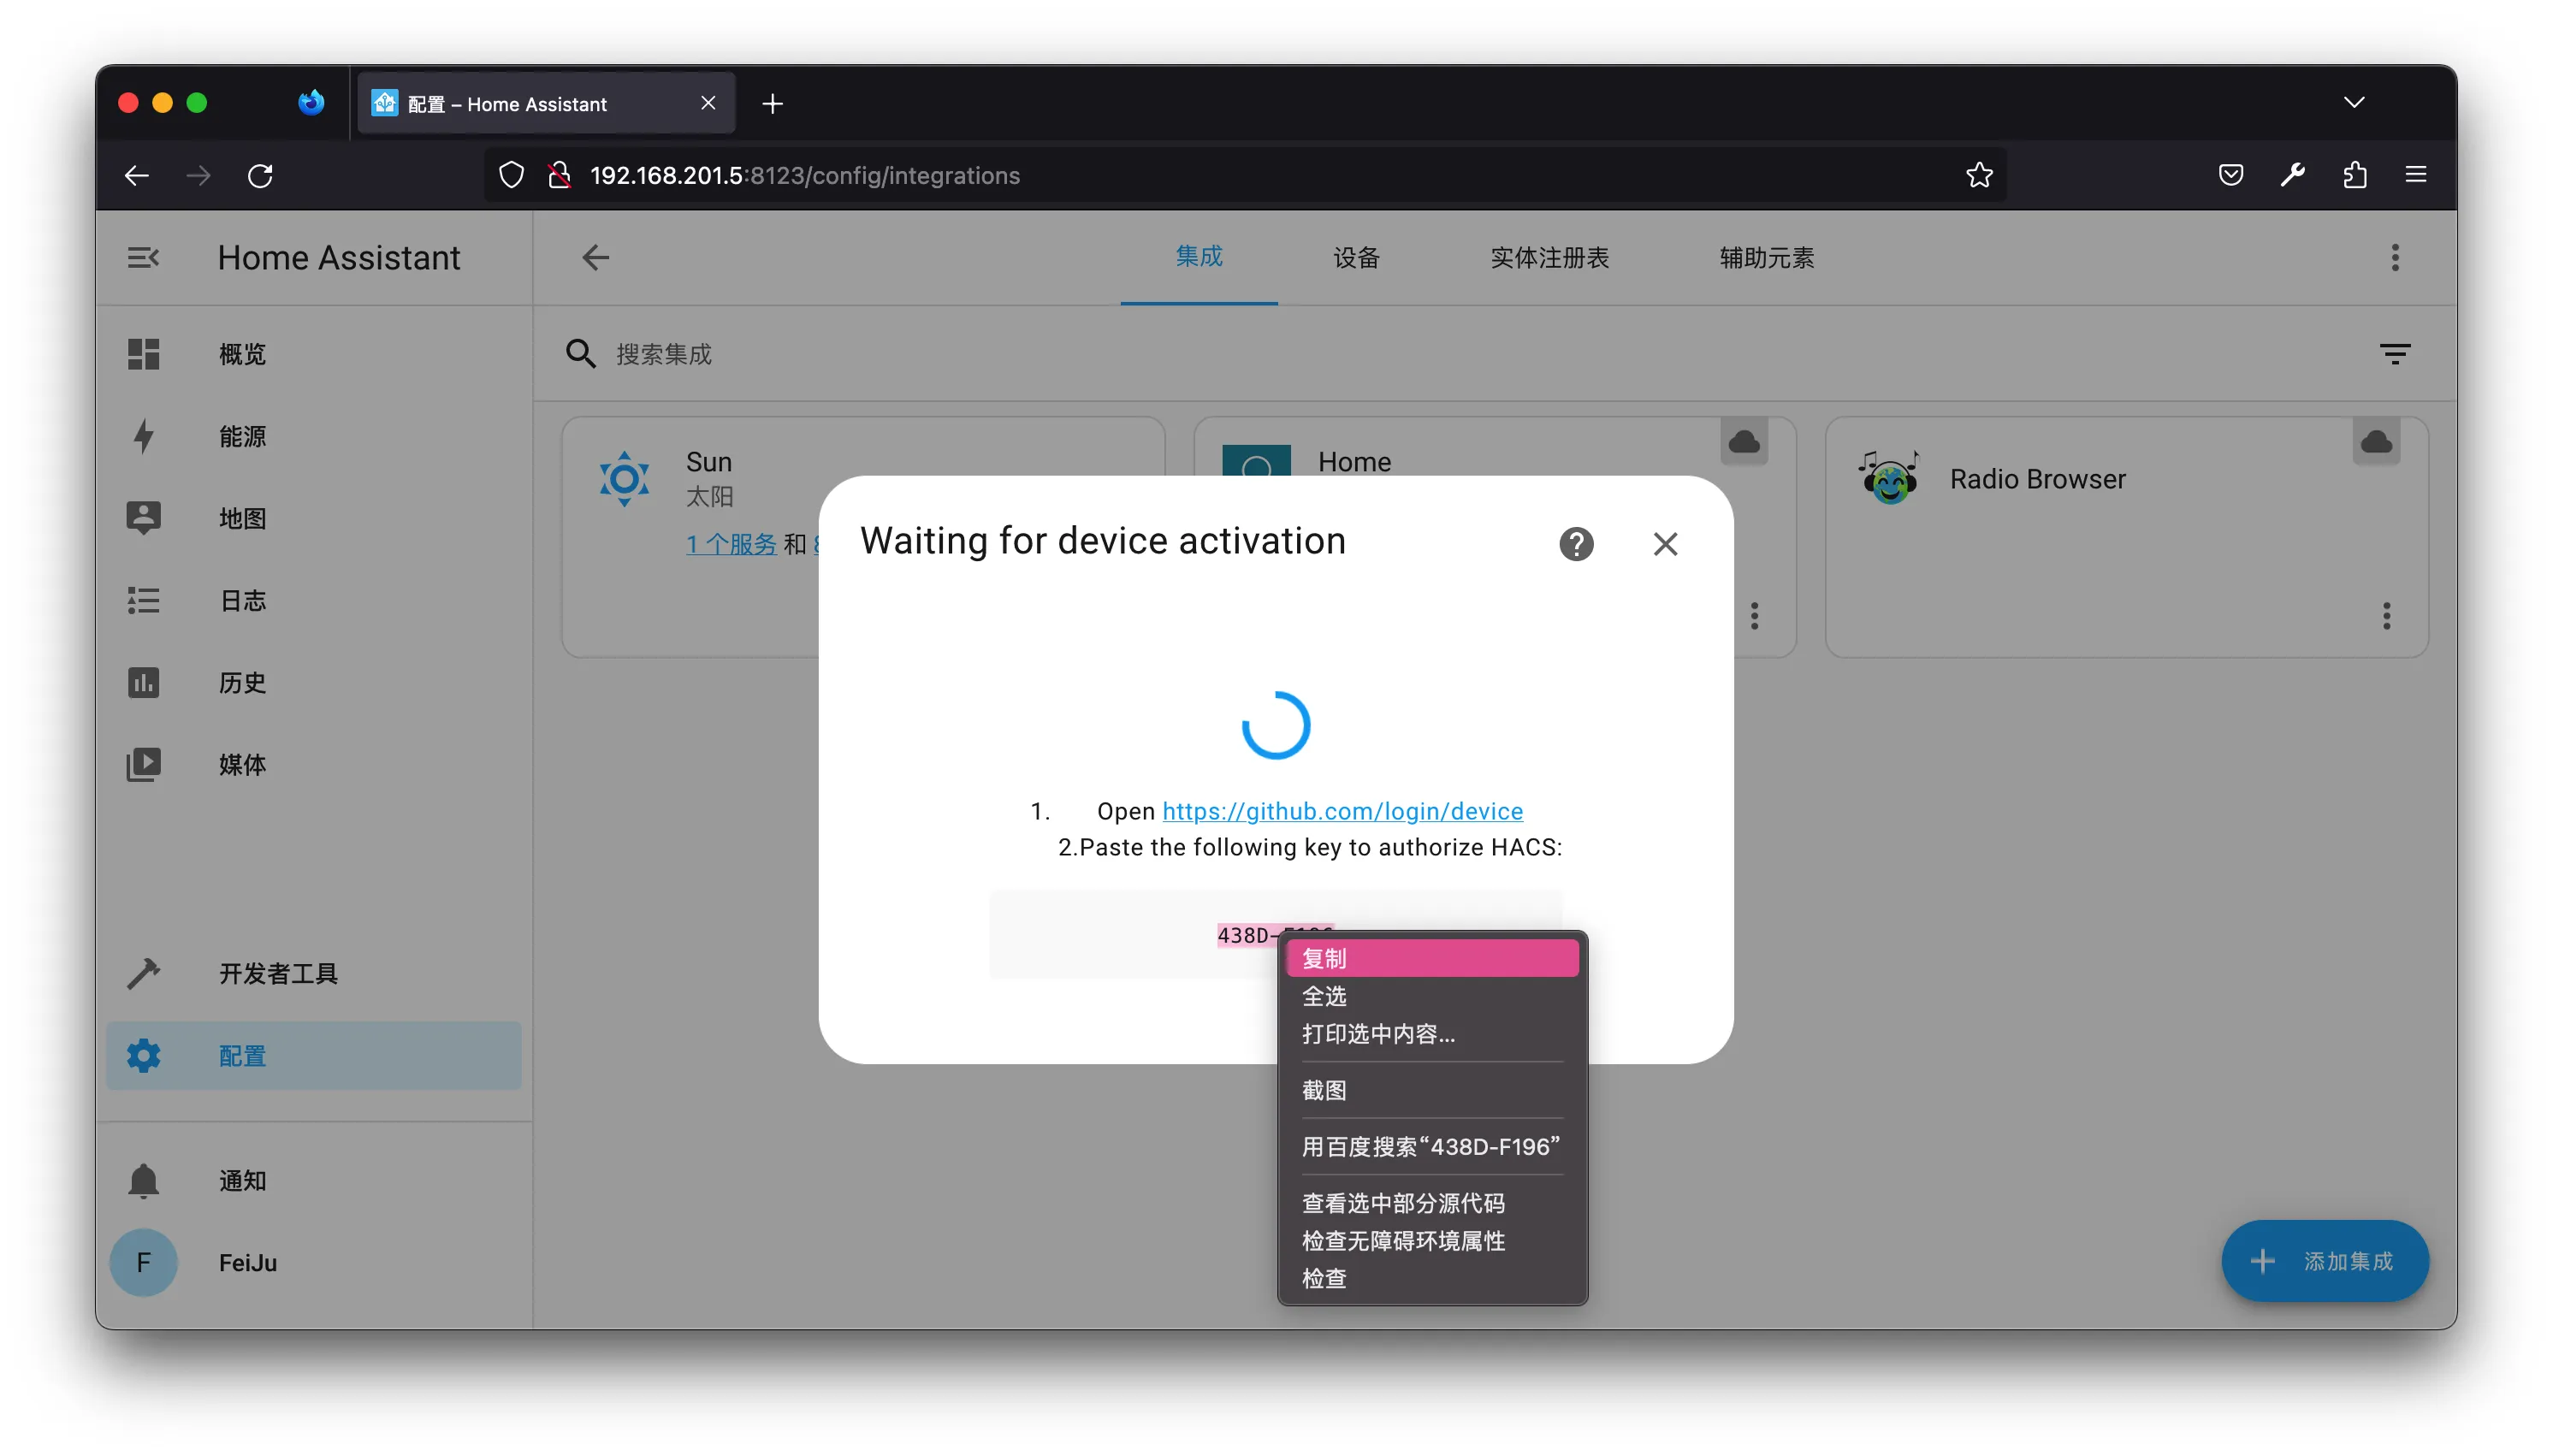 配置 – Home Assistant
192.168.201.5:8123/config/integrations
Home Assistant
集成
设备
实体注册表
辅助元素
概览
能源
地图
日志
历史
媒体
开发者工具
配置
通知
F
FeiJu
搜索集成
Sun
太阳
1 个服务 和
Home
Radio Browser
Waiting for device activation
1. Open https://github.com/login/device
2.Paste the following key to authorize HACS:
438D-F196
复制
全选
打印选中内容...
截图
用百度搜索“438D-F196”
查看选中部分源代码
检查无障碍环境属性
检查
添加集成